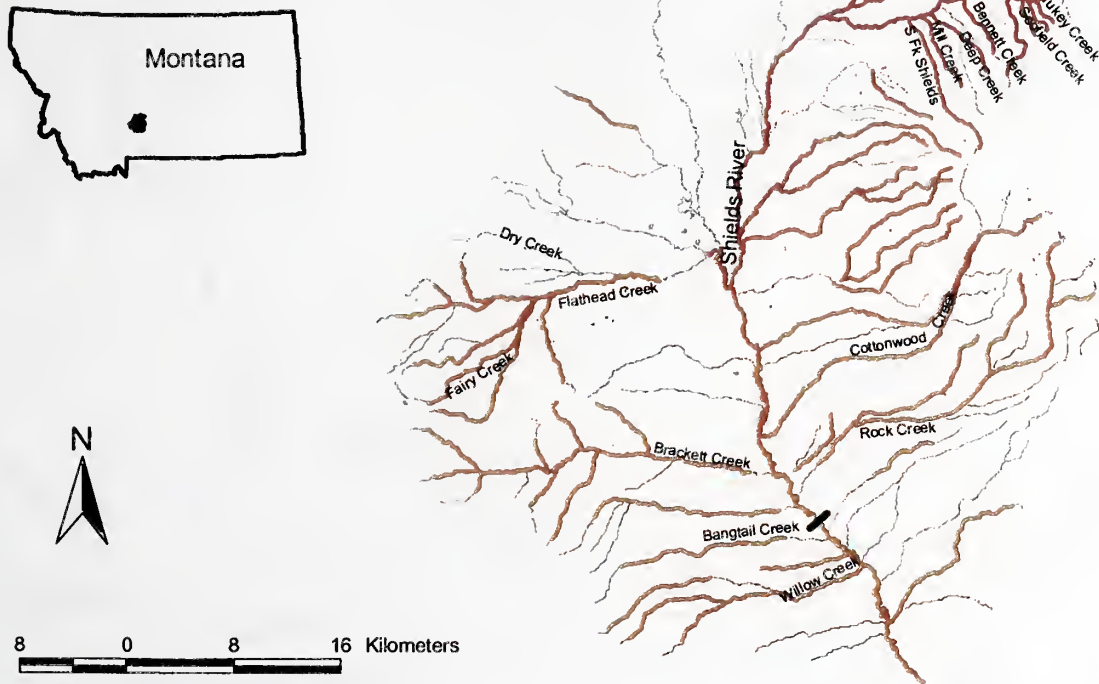 Montana
Bennett Creek
Scofield Creek
Mill Creek
Deep Creek
S Fk Shields
Shields River
Dry Creek
Flathead Creek
Fairy Creek
Cottonwood Creek
Rock Creek
Brackett Creek
Bangtail Creek
Willow Creek
N
8 0 8 16 Kilometers